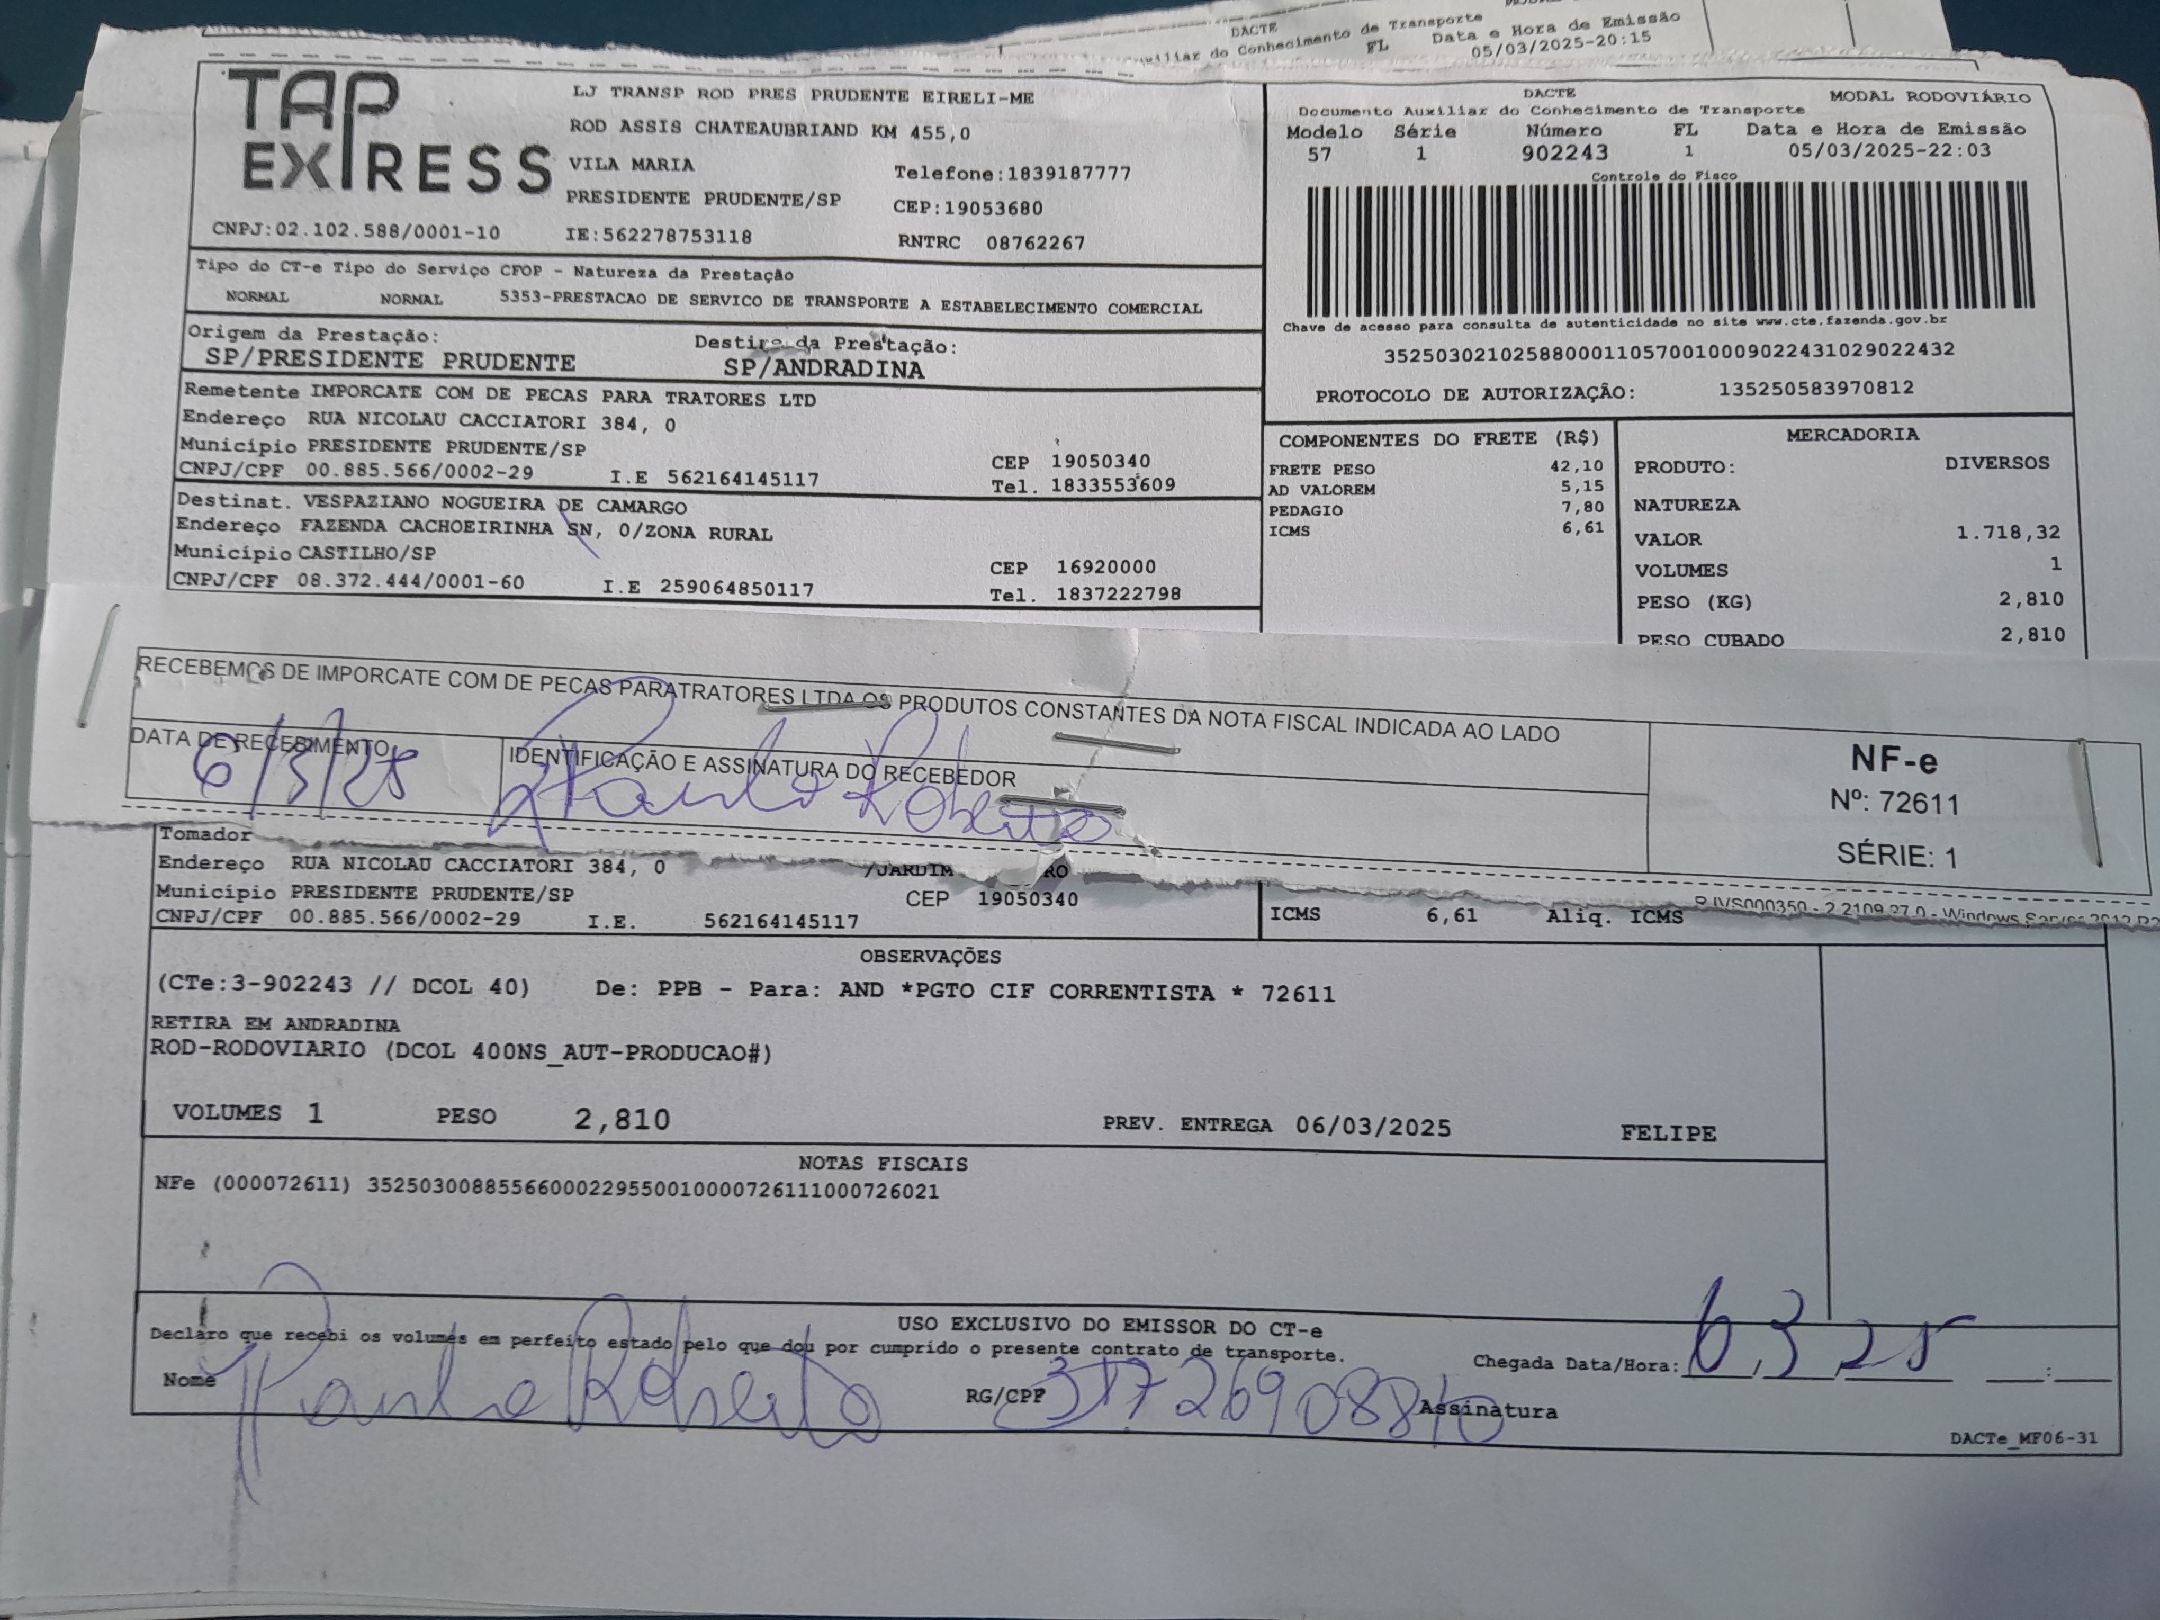 DACTE
Conhecimento de Transporte
FL Data e Hora de Emissão
05/03/2025-20:15
TAP EXPRESS
LJ TRANSP ROD PRES PRUDENTE EIRELI-ME
ROD ASSIS CHATEAUBRIAND KM 455,0
VILA MARIA Telefone:1839187777
PRESIDENTE PRUDENTE/SP CEP:19053680
CNPJ:02.102.588/0001-10 IE:562278753118 RNTRC 08762267
DACTE MODAL RODOVIÁRIO
Documento Auxiliar do Conhecimento de Transporte
Modelo Série Número FL Data e Hora de Emissão
57 1 902243 1 05/03/2025-22:03
Controle do Fisco
Chave de acesso para consulta de autenticidade no site www.cte.fazenda.gov.br
35250302102588000110570010009022431029022432
PROTOCOLO DE AUTORIZAÇÃO: 135250583970812
Tipo do CT-e Tipo do Serviço CFOP - Natureza da Prestação
NORMAL NORMAL 5353-PRESTACAO DE SERVICO DE TRANSPORTE A ESTABELECIMENTO COMERCIAL
Origem da Prestação: Destino da Prestação:
SP/PRESIDENTE PRUDENTE SP/ANDRADINA
Remetente IMPORCATE COM DE PECAS PARA TRATORES LTD
Endereço RUA NICOLAU CACCIATORI 384, 0
Município PRESIDENTE PRUDENTE/SP CEP 19050340
CNPJ/CPF 00.885.566/0002-29 I.E 562164145117 Tel. 1833553609
Destinat. VESPAZIANO NOGUEIRA DE CAMARGO
Endereço FAZENDA CACHOEIRINHA SN, 0/ZONA RURAL
Município CASTILHO/SP CEP 16920000
CNPJ/CPF 08.372.444/0001-60 I.E 259064850117 Tel. 1837222798
COMPONENTES DO FRETE (R$)
FRETE PESO 42,10
AD VALOREM 5,15
PEDAGIO 7,80
ICMS 6,61
MERCADORIA
PRODUTO: DIVERSOS
NATUREZA
VALOR 1.718,32
VOLUMES 1
PESO (KG) 2,810
PESO CUBADO 2,810
RECEBEMOS DE IMPORCATE COM DE PECAS PARATRATORES LTDA OS PRODUTOS CONSTANTES DA NOTA FISCAL INDICADA AO LADO
DATA DE RECEBIMENTO IDENTIFICAÇÃO E ASSINATURA DO RECEBEDOR
6/3/25 Paulo Roberto
NF-e
Nº: 72611
SÉRIE: 1
Tomador
Endereço RUA NICOLAU CACCIATORI 384, 0 /JARDIM RO
Município PRESIDENTE PRUDENTE/SP CEP 19050340
CNPJ/CPF 00.885.566/0002-29 I.E. 562164145117
ICMS 6,61 Aliq. ICMS
OBSERVAÇÕES
(CTe:3-902243 // DCOL 40) De: PPB - Para: AND *PGTO CIF CORRENTISTA * 72611
RETIRA EM ANDRADINA
ROD-RODOVIARIO (DCOL 400NS_AUT-PRODUCAO#)
VOLUMES 1 PESO 2,810 PREV. ENTREGA 06/03/2025 FELIPE
NOTAS FISCAIS
NFe (000072611) 35250300885566000229550010000726111000726021
USO EXCLUSIVO DO EMISSOR DO CT-e
Declaro que recebi os volumes em perfeito estado pelo que dou por cumprido o presente contrato de transporte.
Chegada Data/Hora: 6 3 25 :
Nome Paulo Roberto RG/CPF Assinatura
DACTe_MF06-31